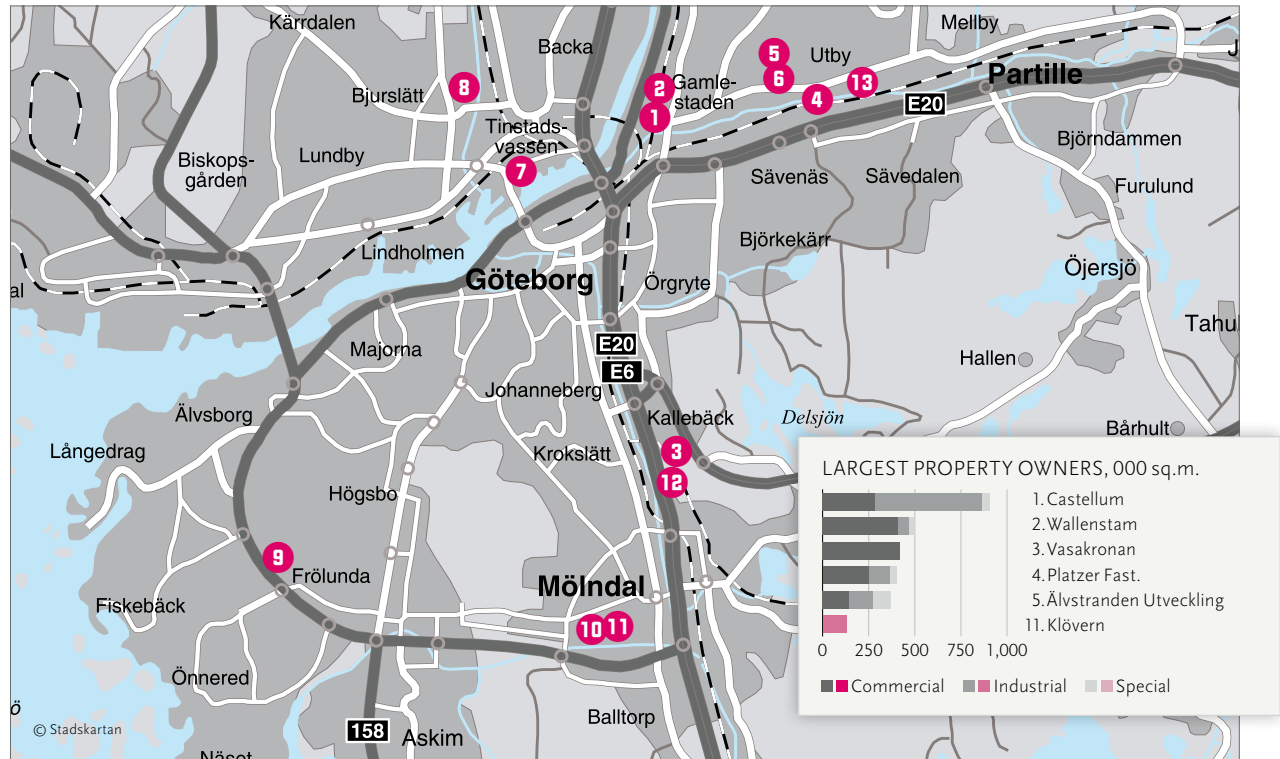 Kärrdalen
Backa
Mellby
Utby
5
6
Partille
8
2
Gamle-
staden
13
Bjurslätt
4
E20
1
Tinstads-
vassen
Björndammen
Lundby
Biskops-
gården
7
Sävenäs
Sävedalen
Furulund
Björkekärr
Lindholmen
Göteborg
Örgryte
Öjersjö
al
Tahul
E20
Majorna
Hallen
E6
Johanneberg
Älvsborg
Kallebäck
Delsjön
Bårhult
Långedrag
3
Krokslätt
12
Högsbo
LARGEST PROPERTY OWNERS, 000 sq.m.
1. Castellum
2. Wallenstam
3. Vasakronan
4. Platzer Fast.
5. Älvstranden Utveckling
11. Klövern
0 250 500 750 1,000
Commercial Industrial Special
9
Frölunda
Mölndal
Fiskebäck
10
11
Önnered
ö
Balltorp
© Stadskartan
158
Askim
Näset